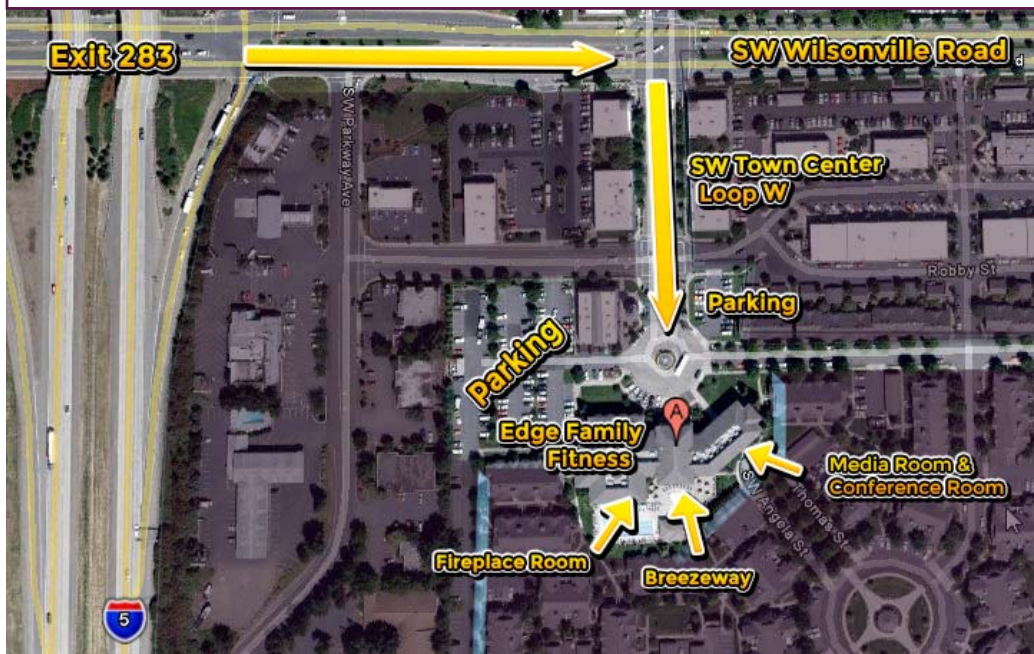 Exit 283
SW Wilsonville Road
d
SW Parkway Ave
SW Town Center
Loop W
Robby St
Parking
Parking
A
Edge Family
Fitness
Media Room &
Conference Room
SW Angela St
Thomas St
Fireplace Room
Breezeway
5